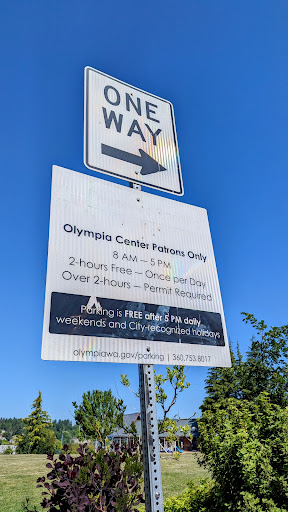 ONE
WAY
Olympia Center Patrons Only
8 AM — 5 PM
2-hours Free — Once per Day
Over 2-hours — Permit Required
Parking is FREE after 5 PM daily
weekends and City-recognized holidays
olympiawa.gov/parking | 360.753.8017